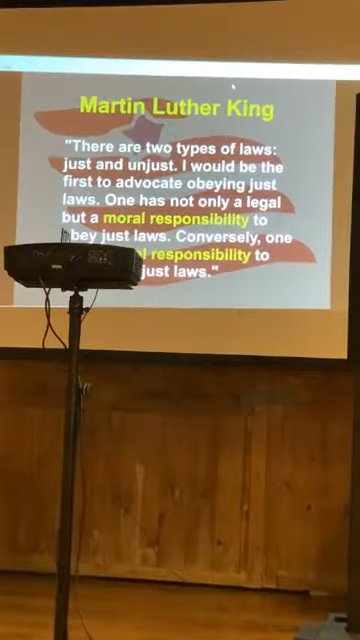 Martin Luther King
"There are two types of laws:
just and unjust. I would be the
first to advocate obeying just
laws. One has not only a legal
but a moral responsibility to
bey just laws. Conversely, one
l responsibility to
just laws."